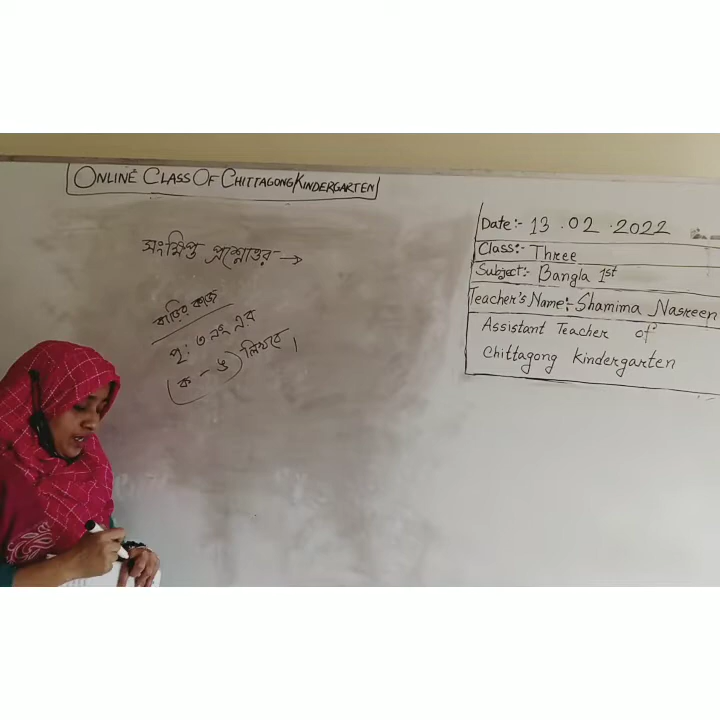 ONLINE CLASS OF CHITTAGONG KINDERGARTEN
সংক্ষিপ্ত প্রশ্নোত্তর →
বাড়ির কাজ
পৃ: ৩ নং এর
(ক - ঙ) লিখবে।
Date:- 13.02.2022
Class:- Three
Subject:- Bangla 1st
Teacher's Name:- Shamima Nasreen
Assistant Teacher of
Chittagong Kindergarten